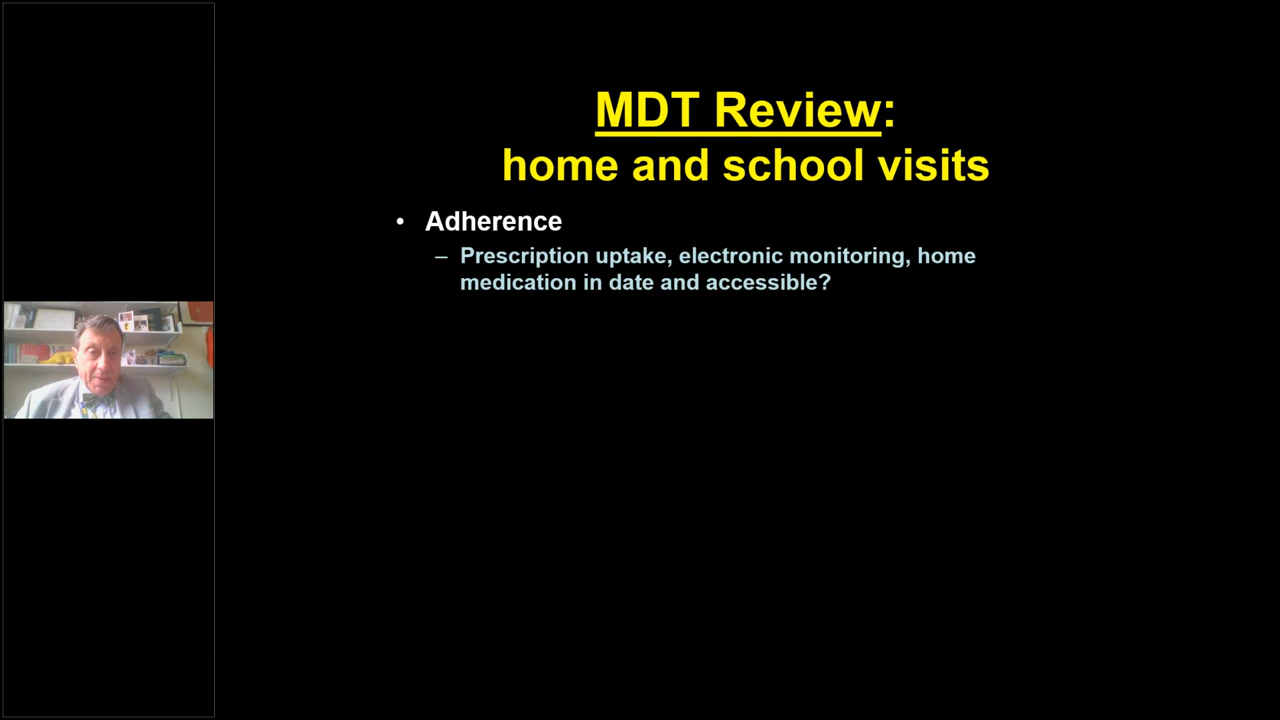 MDT Review:
home and school visits
• Adherence
– Prescription uptake, electronic monitoring, home
medication in date and accessible?